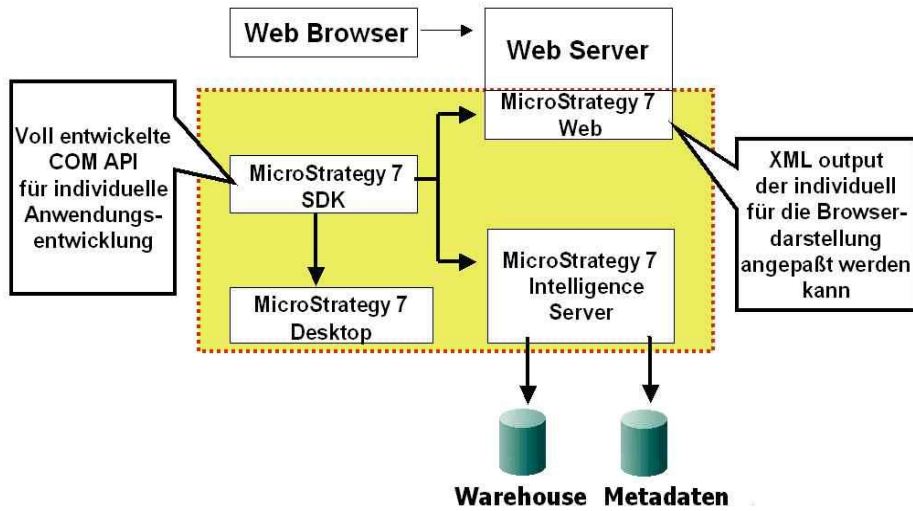 Web Browser
Web Server
MicroStrategy 7
Web
Voll entwickelte
COM API
für individuelle
Anwendungs-
entwicklung
MicroStrategy 7
SDK
XML output
der individuell
für die Browser-
darstellung
angepaßt werden
kann
MicroStrategy 7
Desktop
MicroStrategy 7
Intelligence
Server
Warehouse
Metadaten